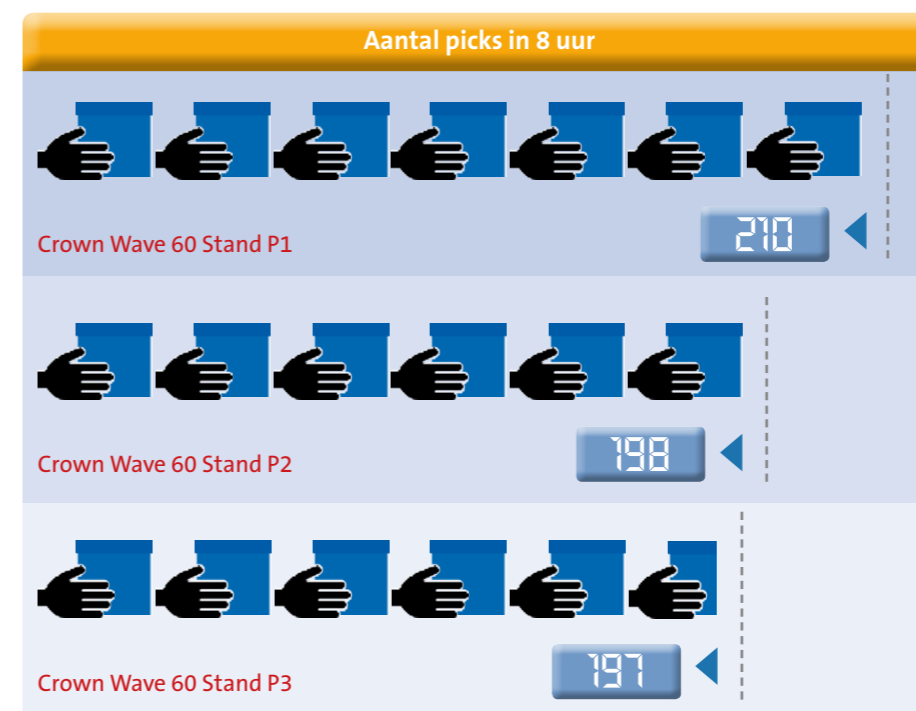 Aantal picks in 8 uur
210
Crown Wave 60 Stand P1
198
Crown Wave 60 Stand P2
197
Crown Wave 60 Stand P3